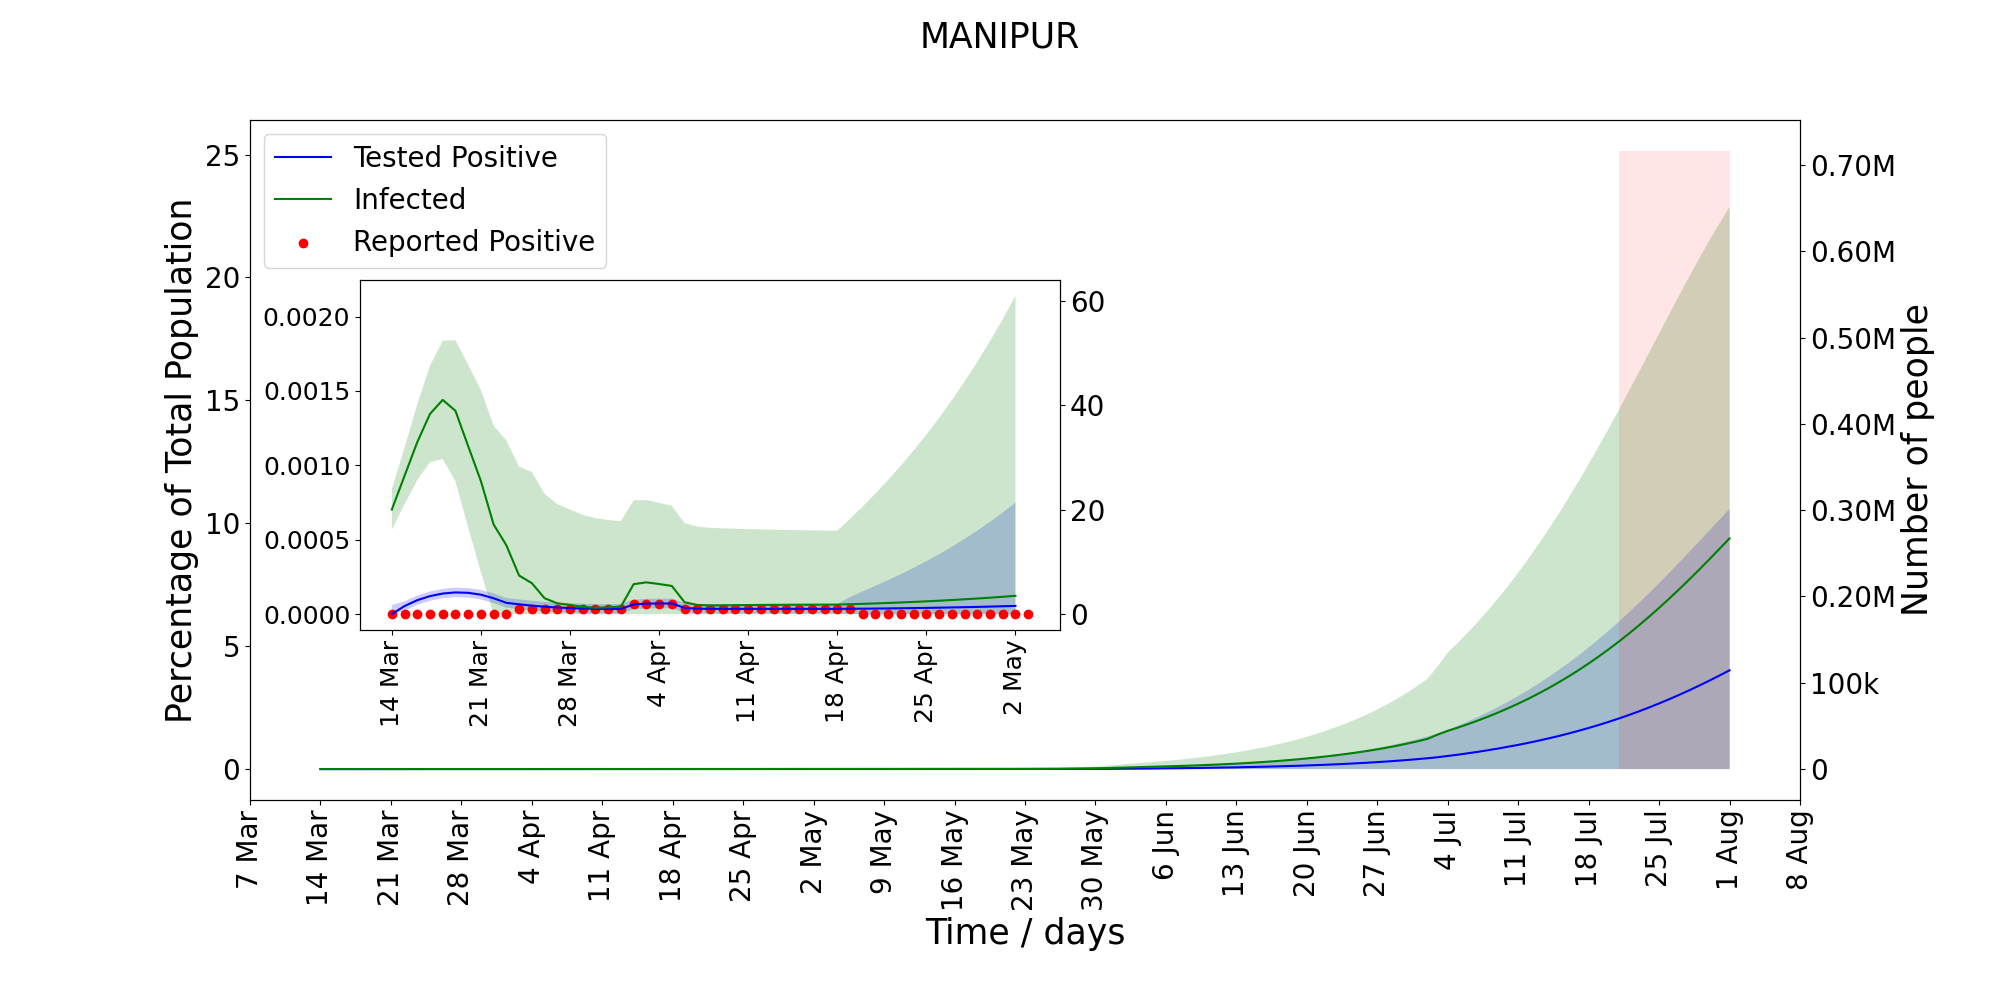 MANIPUR
Tested Positive
Infected
Reported Positive
Percentage of Total Population
25
20
15
10
5
0
0.70M
0.60M
0.50M
0.40M
0.30M
0.20M
100k
0
Number of people
0.0020
0.0015
0.0010
0.0005
0.0000
60
40
20
0
14 Mar
21 Mar
28 Mar
4 Apr
11 Apr
18 Apr
25 Apr
2 May
7 Mar
14 Mar
21 Mar
28 Mar
4 Apr
11 Apr
18 Apr
25 Apr
2 May
9 May
16 May
23 May
30 May
6 Jun
13 Jun
20 Jun
27 Jun
4 Jul
11 Jul
18 Jul
25 Jul
1 Aug
8 Aug
Time / days